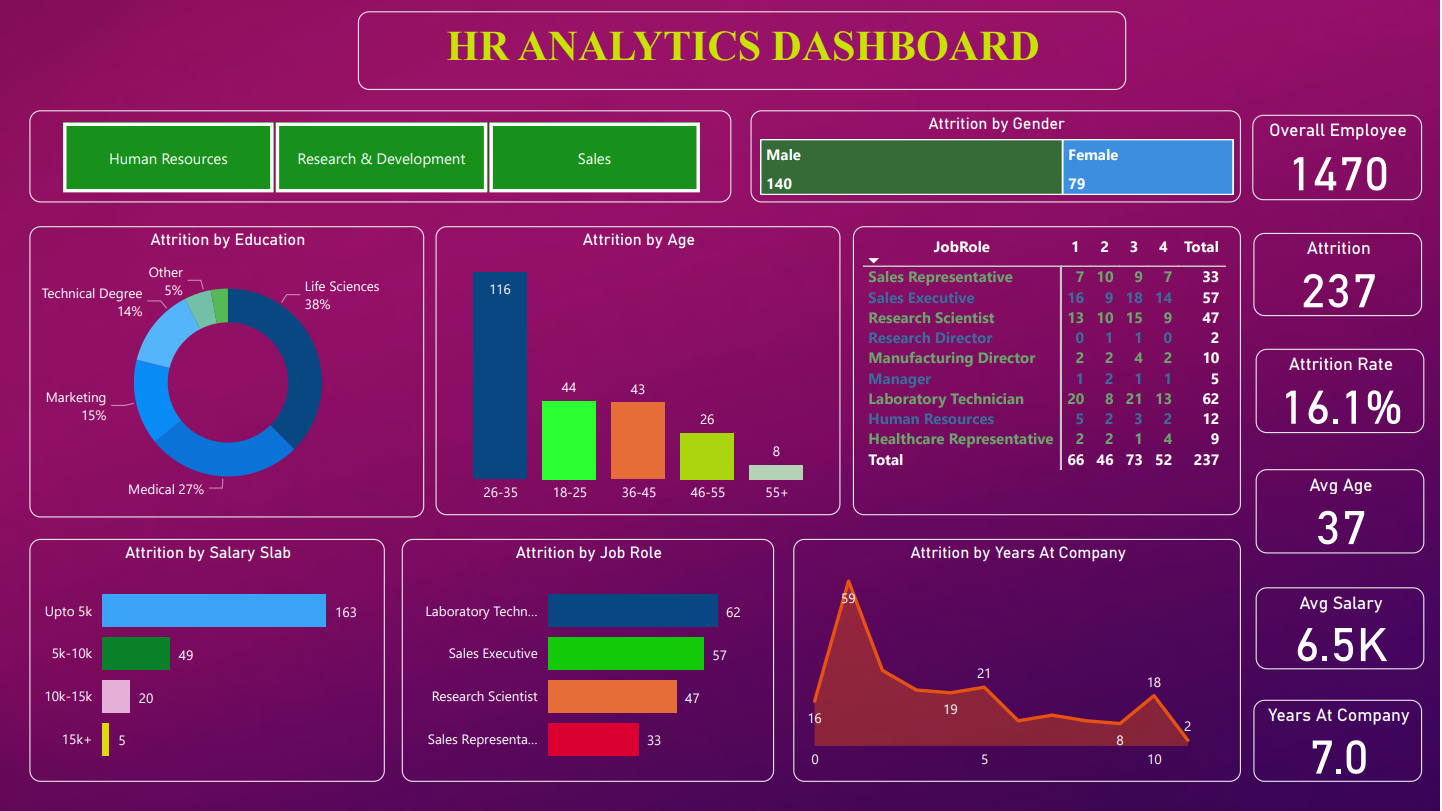 HR ANALYTICS DASHBOARD
Human Resources
Research & Development
Sales
Attrition by Gender
Male
140
Female
79
Overall Employee
1470
Attrition by Education
Other
5%
Technical Degree
14%
Life Sciences
38%
Marketing
15%
Medical 27%
Attrition by Age
116
44
43
26
8
26-35 18-25 36-45 46-55 55+
JobRole 1 2 3 4 Total
Sales Representative 7 10 9 7 33
Sales Executive 16 9 18 14 57
Research Scientist 13 10 15 9 47
Research Director 0 1 1 0 2
Manufacturing Director 2 2 4 2 10
Manager 1 2 1 1 5
Laboratory Technician 20 8 21 13 62
Human Resources 5 2 3 2 12
Healthcare Representative 2 2 1 4 9
Total 66 46 73 52 237
Attrition
237
Attrition Rate
16.1%
Avg Age
37
Attrition by Salary Slab
Upto 5k 163
5k-10k 49
10k-15k 20
15k+ 5
Attrition by Job Role
Laboratory Techn... 62
Sales Executive 57
Research Scientist 47
Sales Representa... 33
Attrition by Years At Company
59
16
19
21
8
18
2
0 5 10
Avg Salary
6.5K
Years At Company
7.0